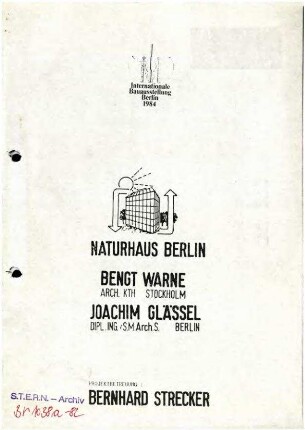 Internationale
Bauausstellung
Berlin
1984
NATURHAUS BERLIN
BENGT WARNE
ARCH. KTH STOCKHOLM
JOACHIM GLÄSSEL
DIPL. ING./S.M.Arch.S. BERLIN
PROJEKTBETREUUNG :
BERNHARD STRECKER
S.T.E.R.N. – Archiv